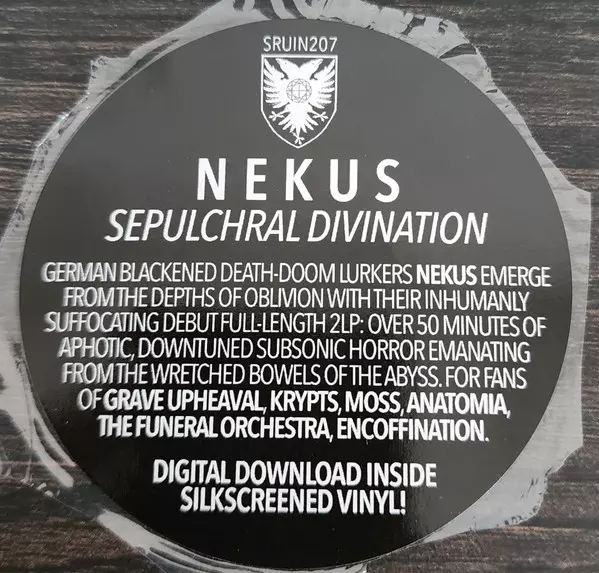 SRUIN207
NEKUS
SEPULCHRAL DIVINATION
GERMAN BLACKENED DEATH-DOOM LURKERS NEKUS EMERGE
FROM THE DEPTHS OF OBLIVION WITH THEIR INHUMANLY
SUFFOCATING DEBUT FULL-LENGTH 2LP: OVER 50 MINUTES OF
APHOTIC, DOWNTUNED SUBSONIC HORROR EMANATING
FROM THE WRETCHED BOWELS OF THE ABYSS. FOR FANS
OF GRAVE UPHEAVAL, KRYPTS, MOSS, ANATOMIA,
THE FUNERAL ORCHESTRA, ENCOFFINATION.
DIGITAL DOWNLOAD INSIDE
SILKSCREENED VINYL!